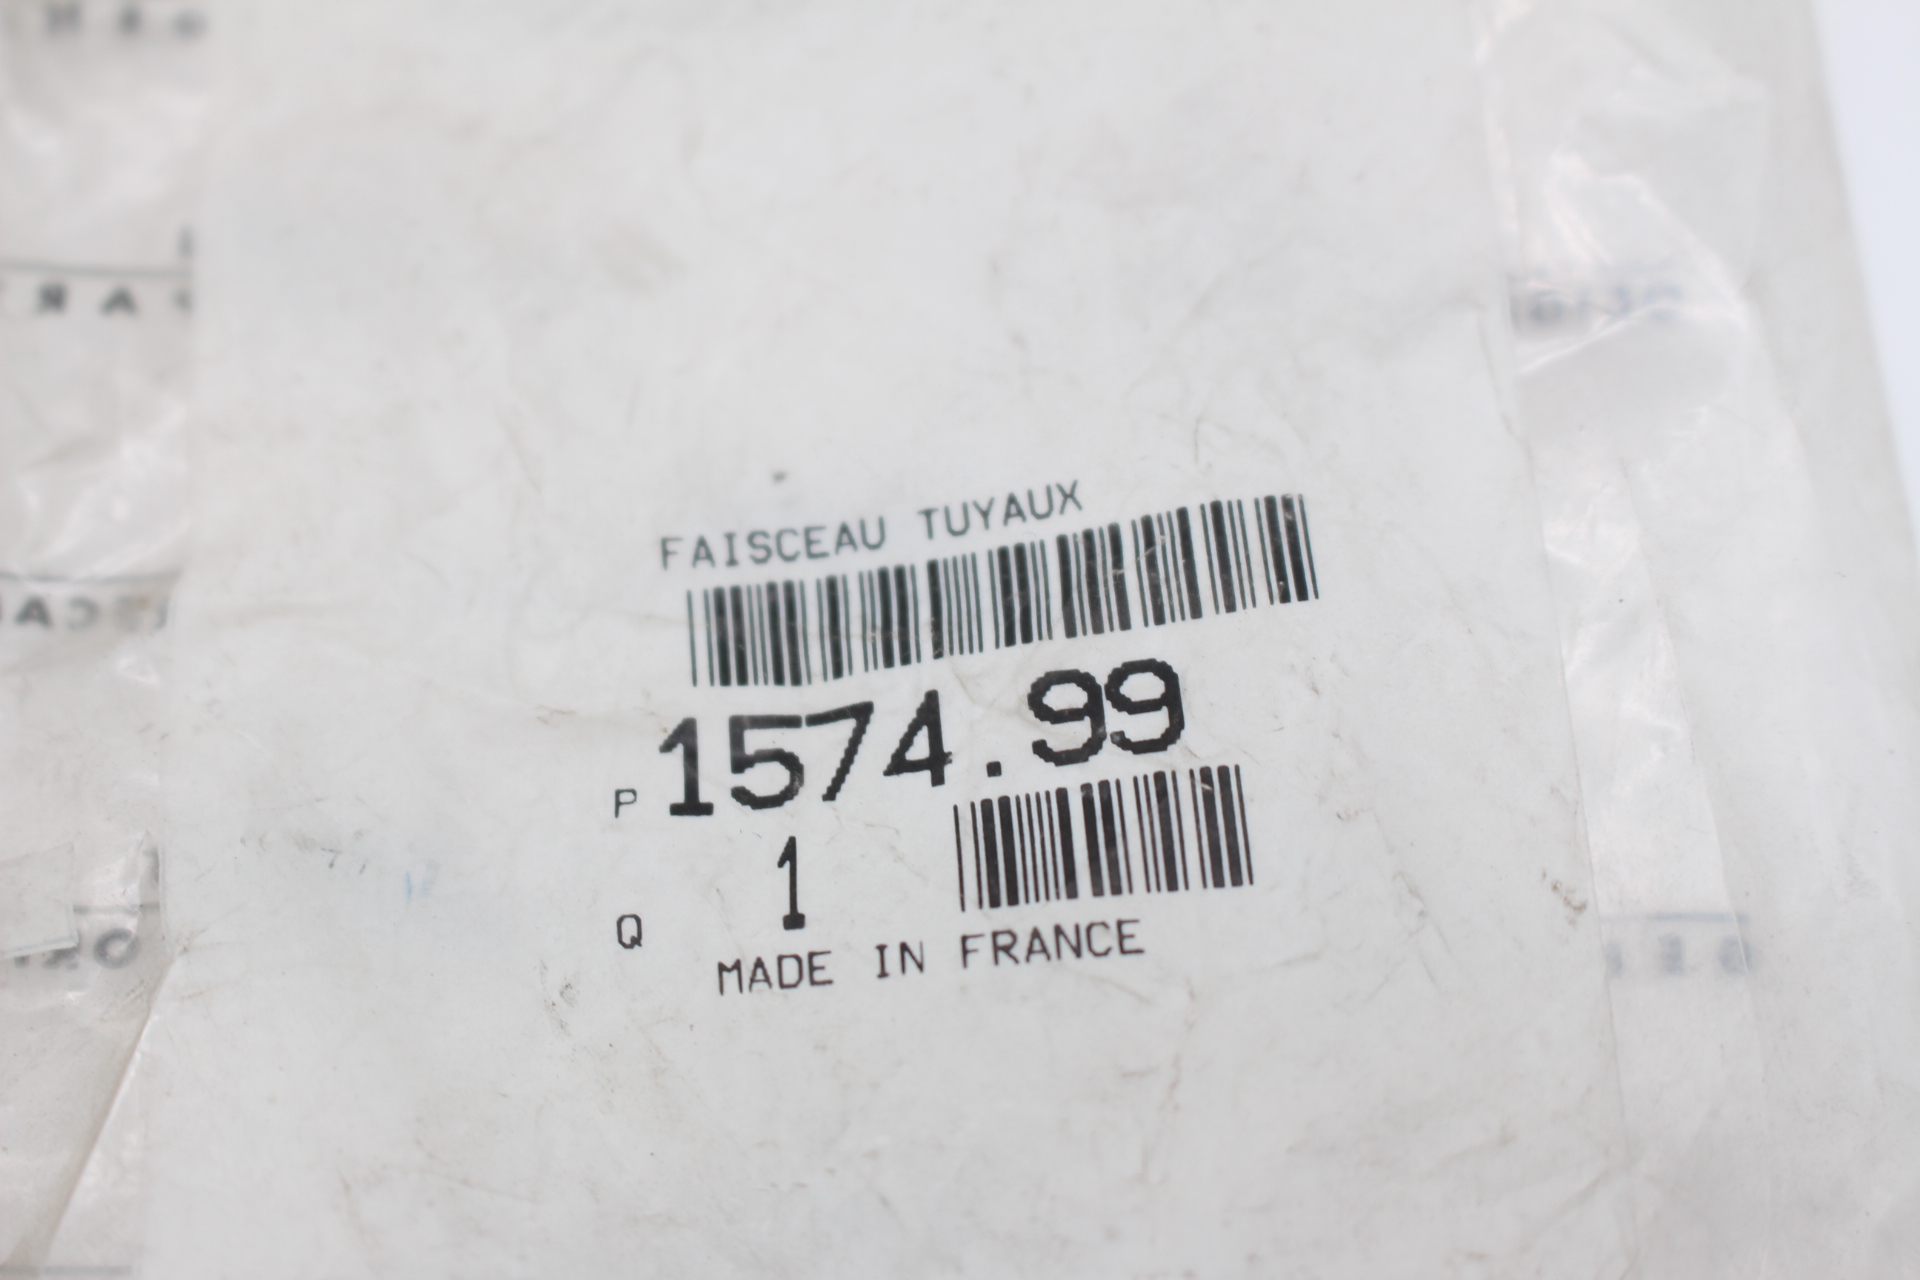 FAISCEAU TUYAUX
P 1574.99
Q 1
MADE IN FRANCE